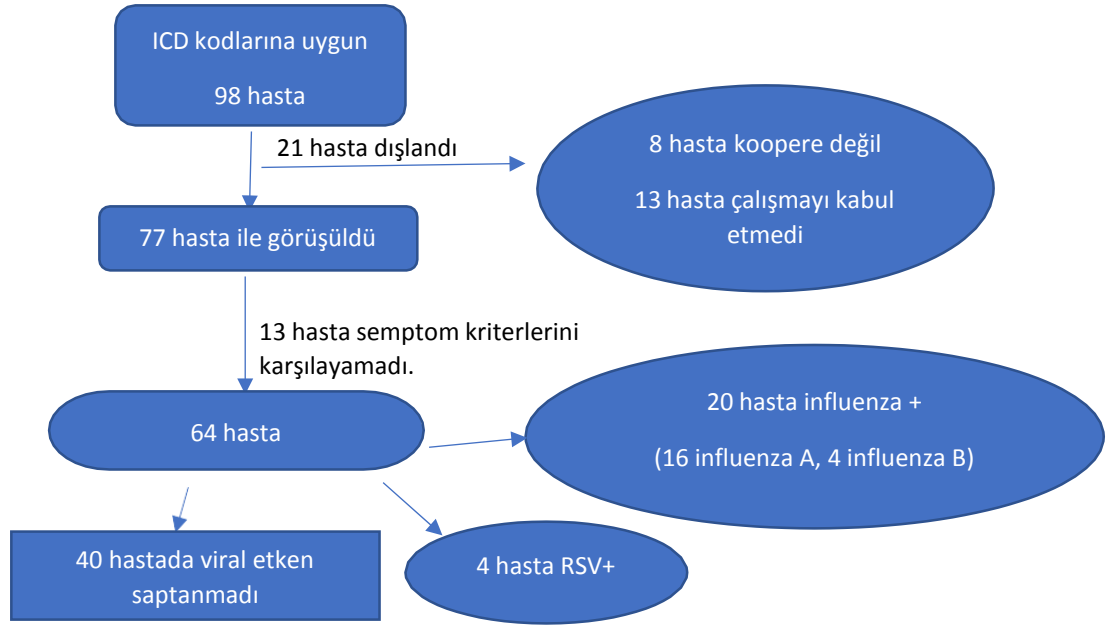 ICD kodlarına uygun
98 hasta
21 hasta dışlandı
8 hasta koopere değil
13 hasta çalışmayı kabul
etmedi
77 hasta ile görüşüldü
13 hasta semptom kriterlerini
karşılayamadı.
64 hasta
20 hasta influenza +
(16 influenza A, 4 influenza B)
40 hastada viral etken
saptanmadı
4 hasta RSV+